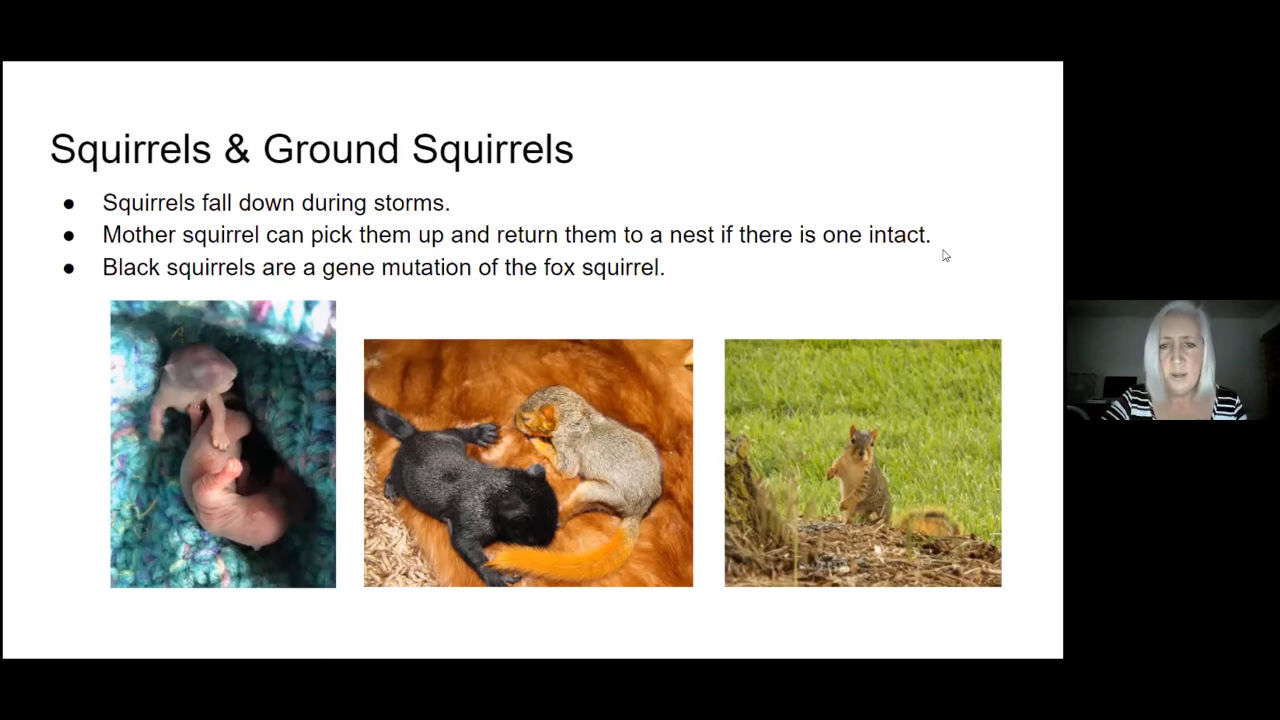 Squirrels & Ground Squirrels
● Squirrels fall down during storms.
● Mother squirrel can pick them up and return them to a nest if there is one intact.
● Black squirrels are a gene mutation of the fox squirrel.